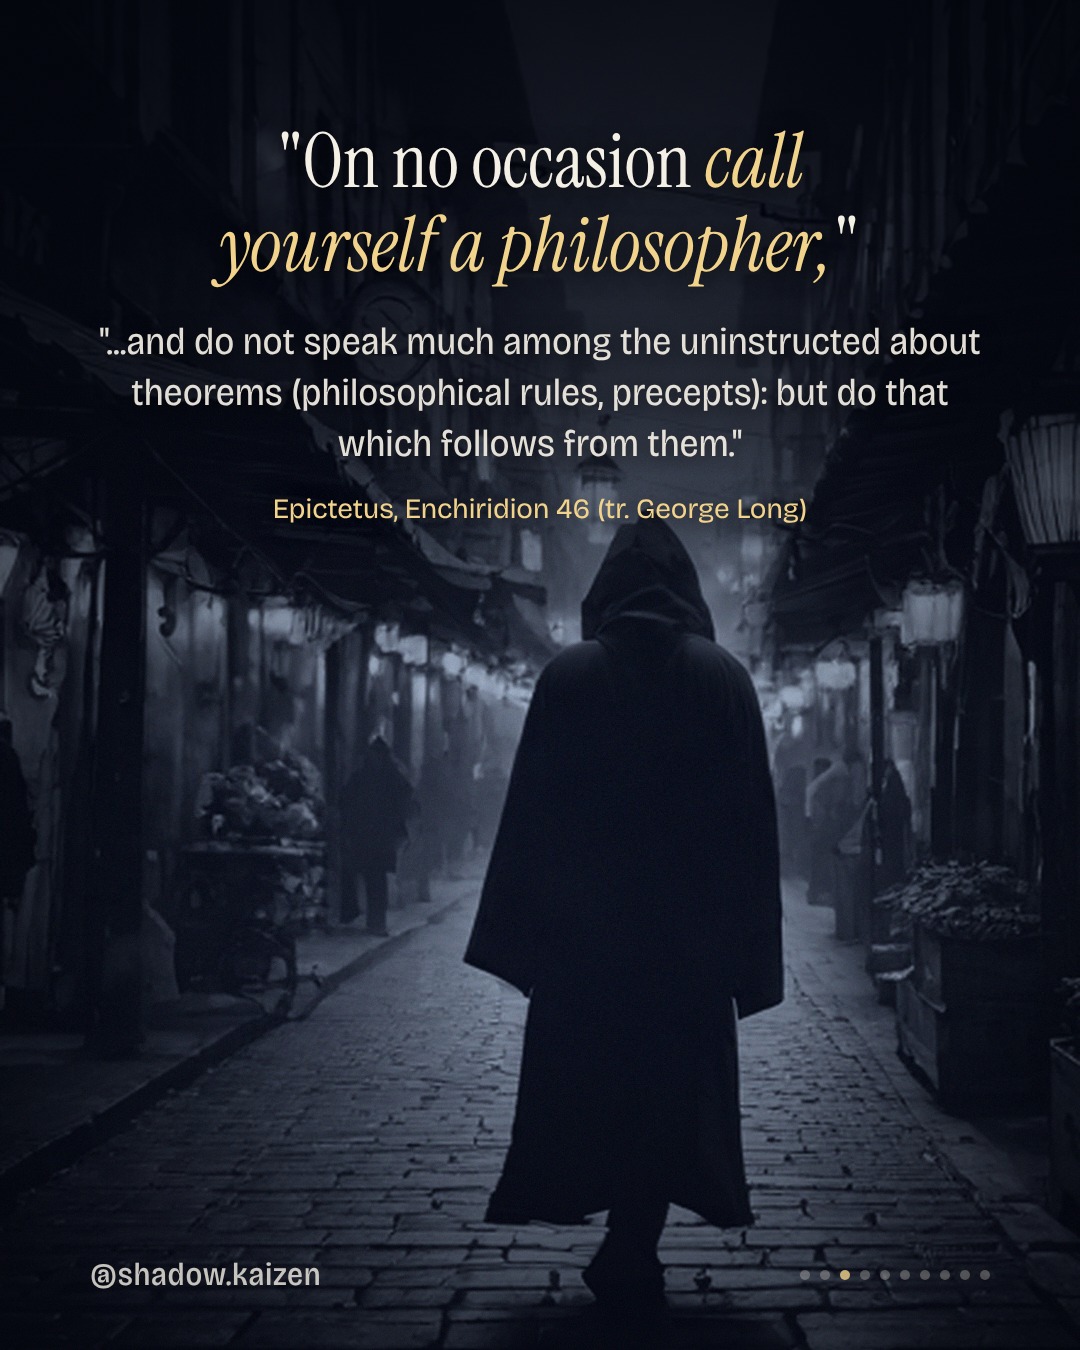 "On no occasion call
yourself a philosopher,"
"...and do not speak much among the uninstructed about
theorems (philosophical rules, precepts): but do that
which follows from them."
Epictetus, Enchiridion 46 (tr. George Long)
@shadow.kaizen